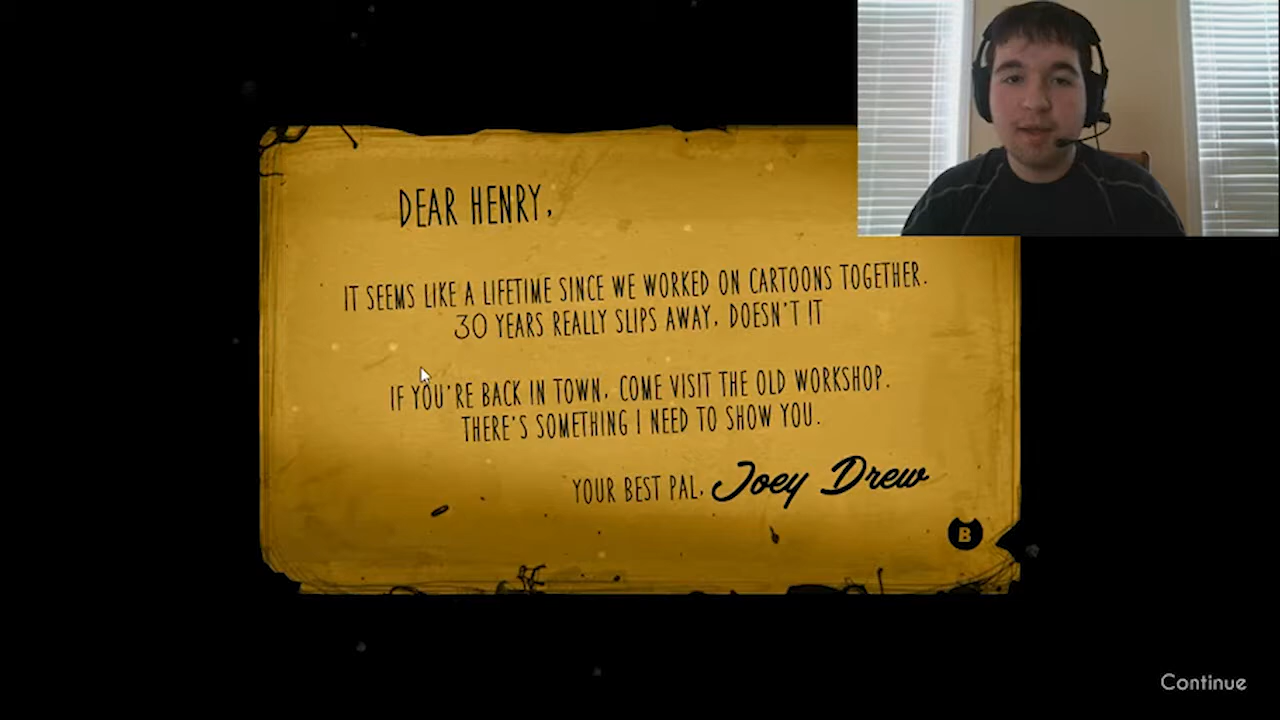 DEAR HENRY,
IT SEEMS LIKE A LIFETIME SINCE WE WORKED ON CARTOONS TOGETHER.
30 YEARS REALLY SLIPS AWAY, DOESN'T IT
IF YOU'RE BACK IN TOWN, COME VISIT THE OLD WORKSHOP.
THERE'S SOMETHING I NEED TO SHOW YOU.
YOUR BEST PAL, Joey Drew
B
Continue